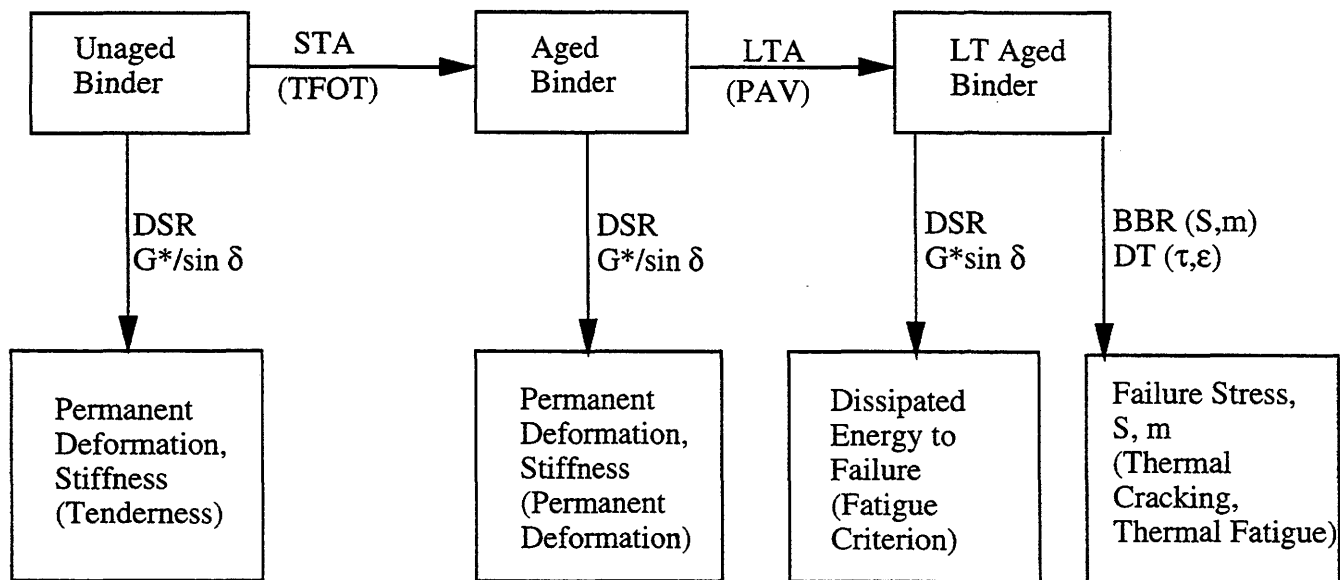 Unaged
Binder
STA
(TFOT)
Aged
Binder
LTA
(PAV)
LT Aged
Binder
DSR
G*/sin δ
DSR
G*/sin δ
DSR
G*sin δ
BBR (S,m)
DT (τ,ε)
Permanent
Deformation,
Stiffness
(Tenderness)
Permanent
Deformation,
Stiffness
(Permanent
Deformation)
Dissipated
Energy to
Failure
(Fatigue
Criterion)
Failure Stress,
S, m
(Thermal
Cracking,
Thermal Fatigue)